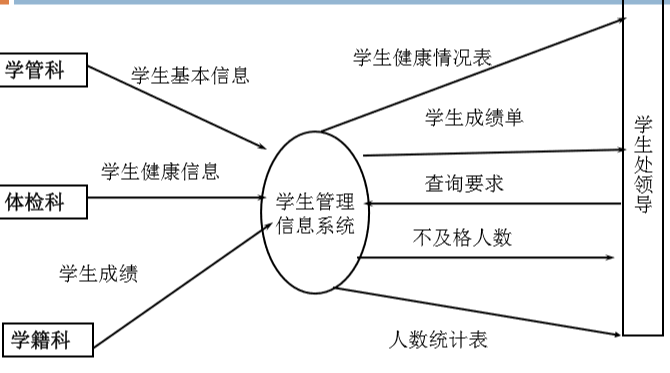 学生健康情况表
学管科
学生基本信息
学生成绩单
学生健康信息
查询要求
体检科
学生管理
信息系统
学生处领导
不及格人数
学生成绩
学籍科
人数统计表